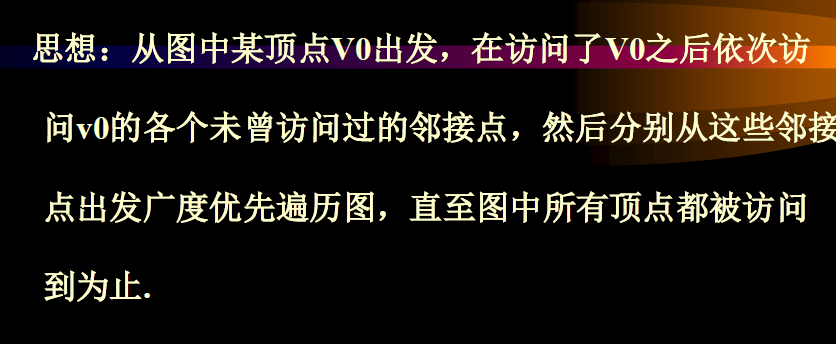 思想：从图中某顶点V0出发，在访问了V0之后依次访
问v0的各个未曾访问过的邻接点，然后分别从这些邻接
点出发广度优先遍历图，直至图中所有顶点都被访问
到为止.